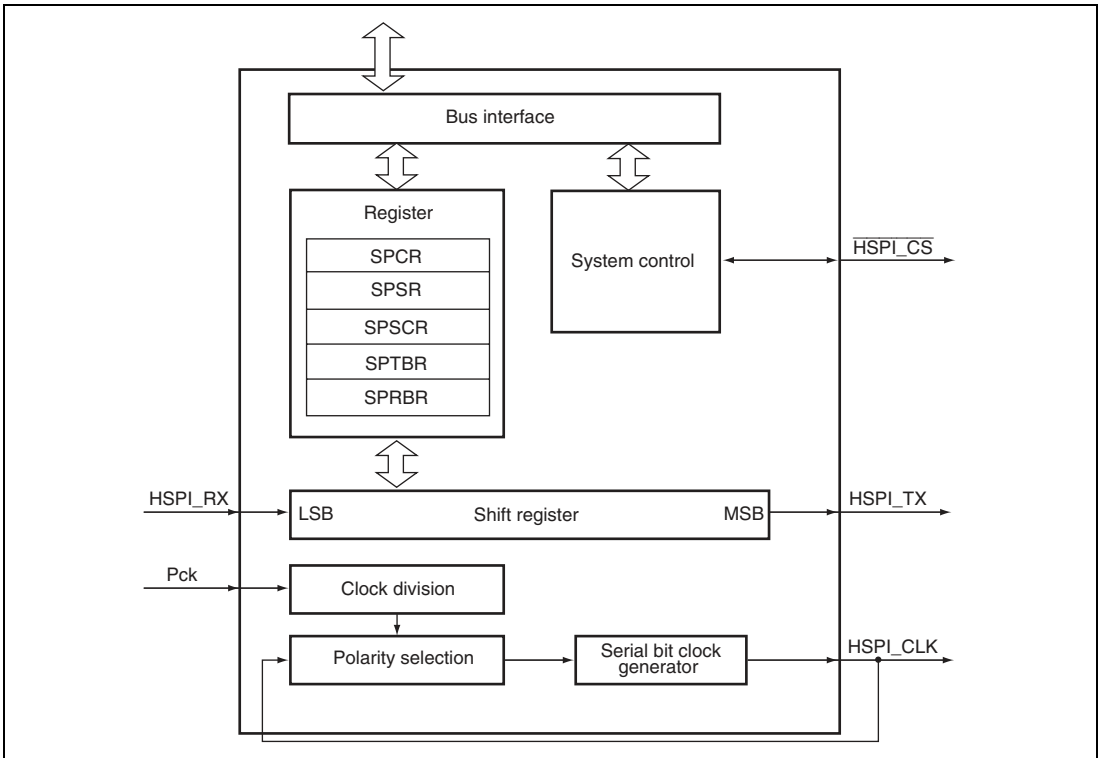 Bus interface
Register
SPCR
SPSR
SPSCR
SPTBR
SPRBR
System control
HSPI_CS
HSPI_RX
LSB
Shift register
MSB
HSPI_TX
Pck
Clock division
Polarity selection
Serial bit clock
generator
HSPI_CLK